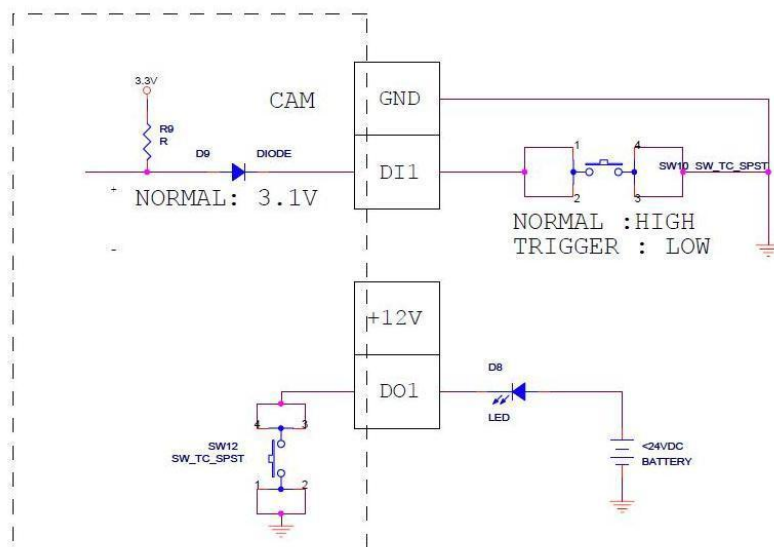 3.3V
CAM
GND
R9
R
D9
DIODE
1
4
SW10 SW_TC_SPST
+
DI1
NORMAL: 3.1V
2
3
-
NORMAL :HIGH
TRIGGER : LOW
+12V
D8
DO1
LED
4
3
SW12
SW_TC_SPST
<24VDC
BATTERY
1
2